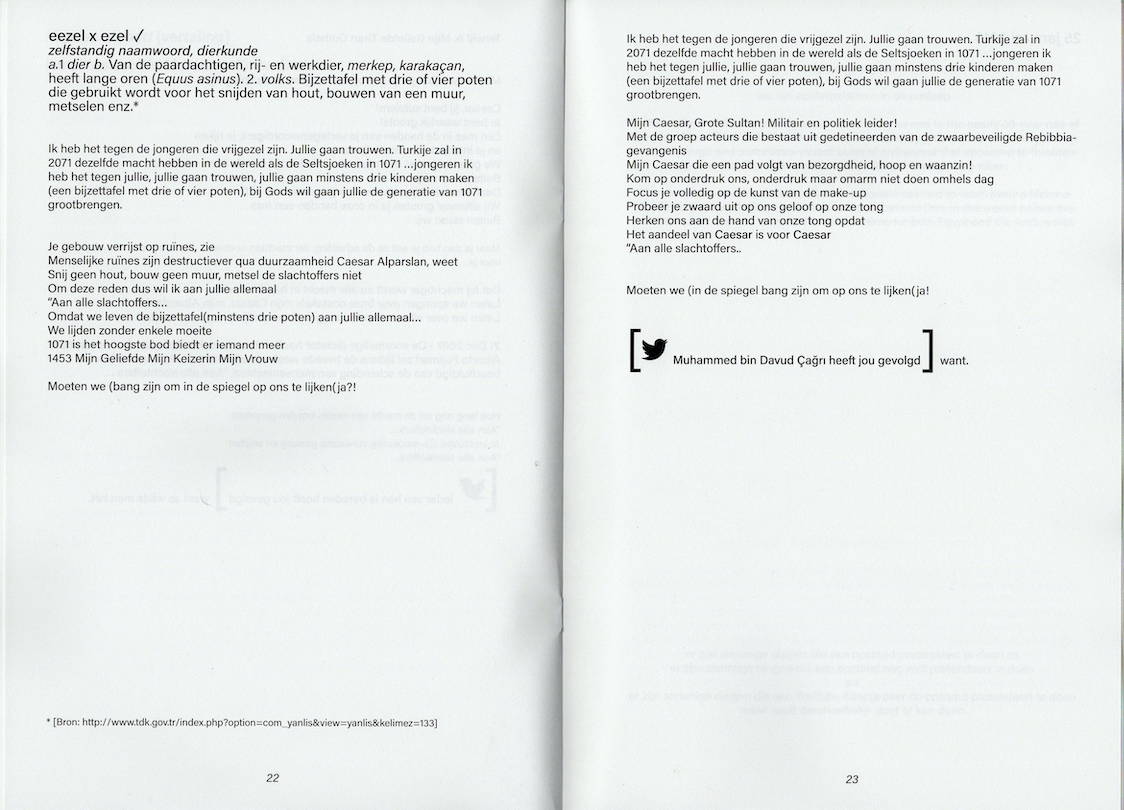 eezel x ezel ✓
zelfstandig naamwoord, dierkunde
a.1 dier b. Van de paardachtigen, rij- en werkdier, merkep, karakaçan,
heeft lange oren (Equus asinus). 2. volks. Bijzettafel met drie of vier poten
die gebruikt wordt voor het snijden van hout, bouwen van een muur,
metselen enz.*
Ik heb het tegen de jongeren die vrijgezel zijn. Jullie gaan trouwen. Turkije zal in
2071 dezelfde macht hebben in de wereld als de Seltsjoeken in 1071 ...jongeren ik
heb het tegen jullie, jullie gaan trouwen, jullie gaan minstens drie kinderen maken
(een bijzettafel met drie of vier poten), bij Gods wil gaan jullie de generatie van 1071
grootbrengen.
Je gebouw verrijst op ruïnes, zie
Menselijke ruïnes zijn destructiever qua duurzaamheid Caesar Alparslan, weet
Snij geen hout, bouw geen muur, metsel de slachtoffers niet
Om deze reden dus wil ik aan jullie allemaal
“Aan alle slachtoffers...
Omdat we leven de bijzettafel(minstens drie poten) aan jullie allemaal...
We lijden zonder enkele moeite
1071 is het hoogste bod biedt er iemand meer
1453 Mijn Geliefde Mijn Keizerin Mijn Vrouw
Moeten we (bang zijn om in de spiegel op ons te lijken(ja?!
* [Bron: http://www.tdk.gov.tr/index.php?option=com_yanlis&view=yanlis&kelimez=133]
22
Ik heb het tegen de jongeren die vrijgezel zijn. Jullie gaan trouwen. Turkije zal in
2071 dezelfde macht hebben in de wereld als de Seltsjoeken in 1071 ...jongeren ik
heb het tegen jullie, jullie gaan trouwen, jullie gaan minstens drie kinderen maken
(een bijzettafel met drie of vier poten), bij Gods wil gaan jullie de generatie van 1071
grootbrengen.
Mijn Caesar, Grote Sultan! Militair en politiek leider!
Met de groep acteurs die bestaat uit gedetineerden van de zwaarbeveiligde Rebibbia-
gevangenis
Mijn Caesar die een pad volgt van bezorgdheid, hoop en waanzin!
Kom op onderdruk ons, onderdruk maar omarm niet doen omhels dag
Focus je volledig op de kunst van de make-up
Probeer je zwaard uit op ons geloof op onze tong
Herken ons aan de hand van onze tong opdat
Het aandeel van Caesar is voor Caesar
“Aan alle slachtoffers..
Moeten we (in de spiegel bang zijn om op ons te lijken(ja!
[ Muhammed bin Davud Çağrı heeft jou gevolgd ] want.
23